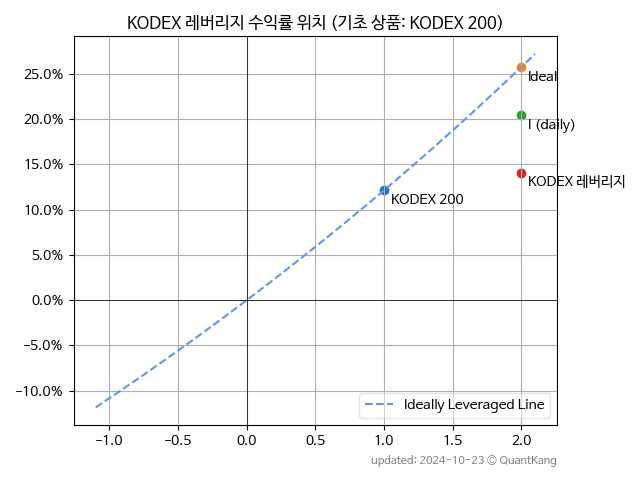 KODEX 레버리지 수익률 위치 (기초 상품: KODEX 200)
25.0%
20.0%
15.0%
10.0%
5.0%
0.0%
−5.0%
−10.0%
Ideal
I (daily)
KODEX 레버리지
KODEX 200
Ideally Leveraged Line
−1.0 −0.5 0.0 0.5 1.0 1.5 2.0
updated: 2024-10-23 © QuantKang